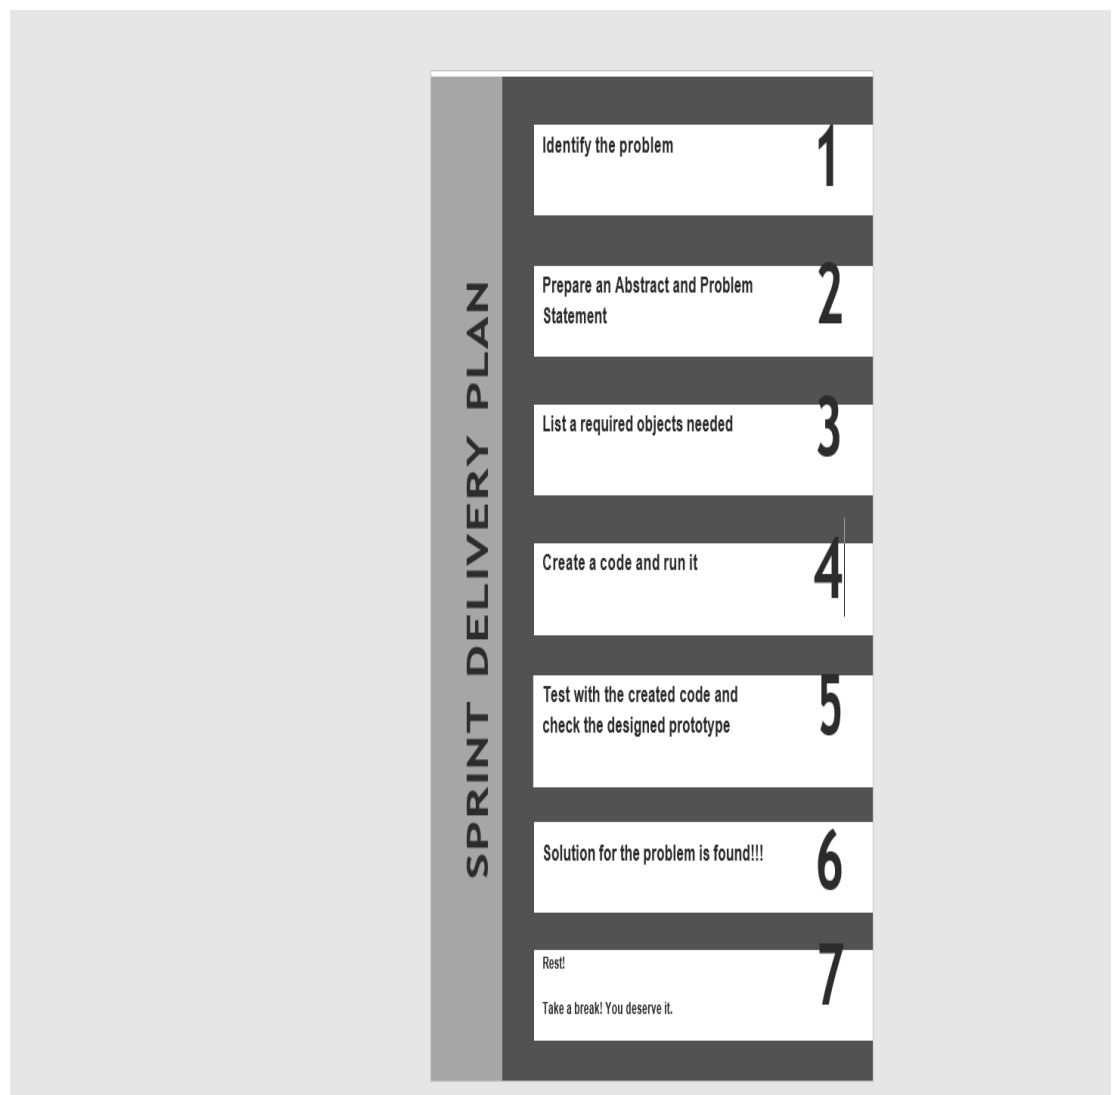 SPRINT DELIVERY PLAN
Identify the problem
1
Prepare an Abstract and Problem
Statement
2
List a required objects needed
3
Create a code and run it
4
Test with the created code and
check the designed prototype
5
Solution for the problem is found!!!
6
Rest!
Take a break! You deserve it.
7